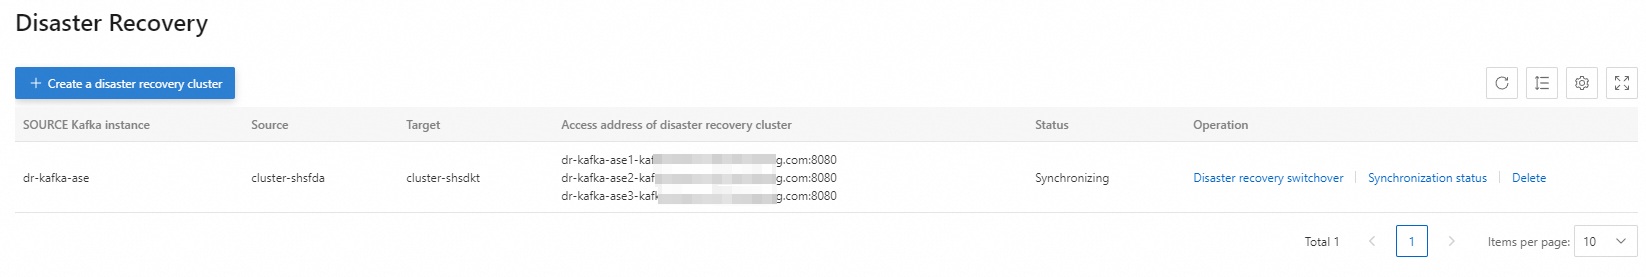 Disaster Recovery
+ Create a disaster recovery cluster
SOURCE Kafka instance Source Target Access address of disaster recovery cluster Status Operation
dr-kafka-ase1-kaf g.com:8080
dr-kafka-ase cluster-shsfda cluster-shsdkt dr-kafka-ase2-kaf g.com:8080 Synchronizing Disaster recovery switchover Synchronization status Delete
dr-kafka-ase3-kafk g.com:8080
Total 1 < 1 > Items per page: 10